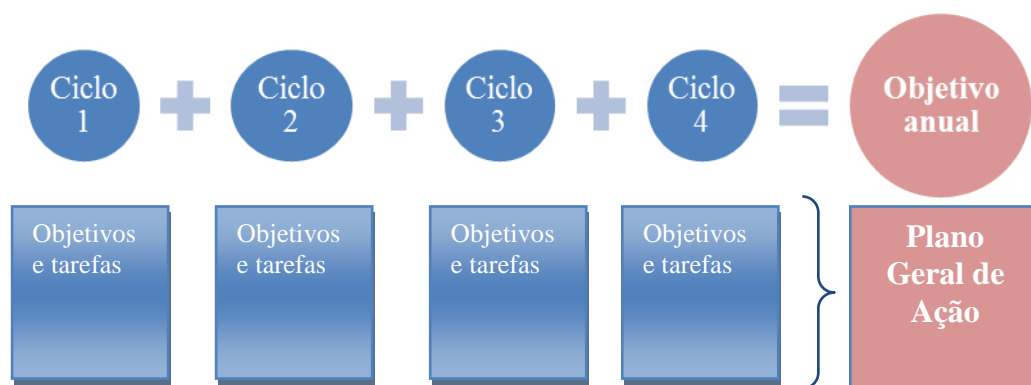 Ciclo
1
Ciclo
2
Ciclo
3
Ciclo
4
Objetivo
anual
Objetivos
e tarefas
Objetivos
e tarefas
Objetivos
e tarefas
Objetivos
e tarefas
Plano
Geral de
Ação